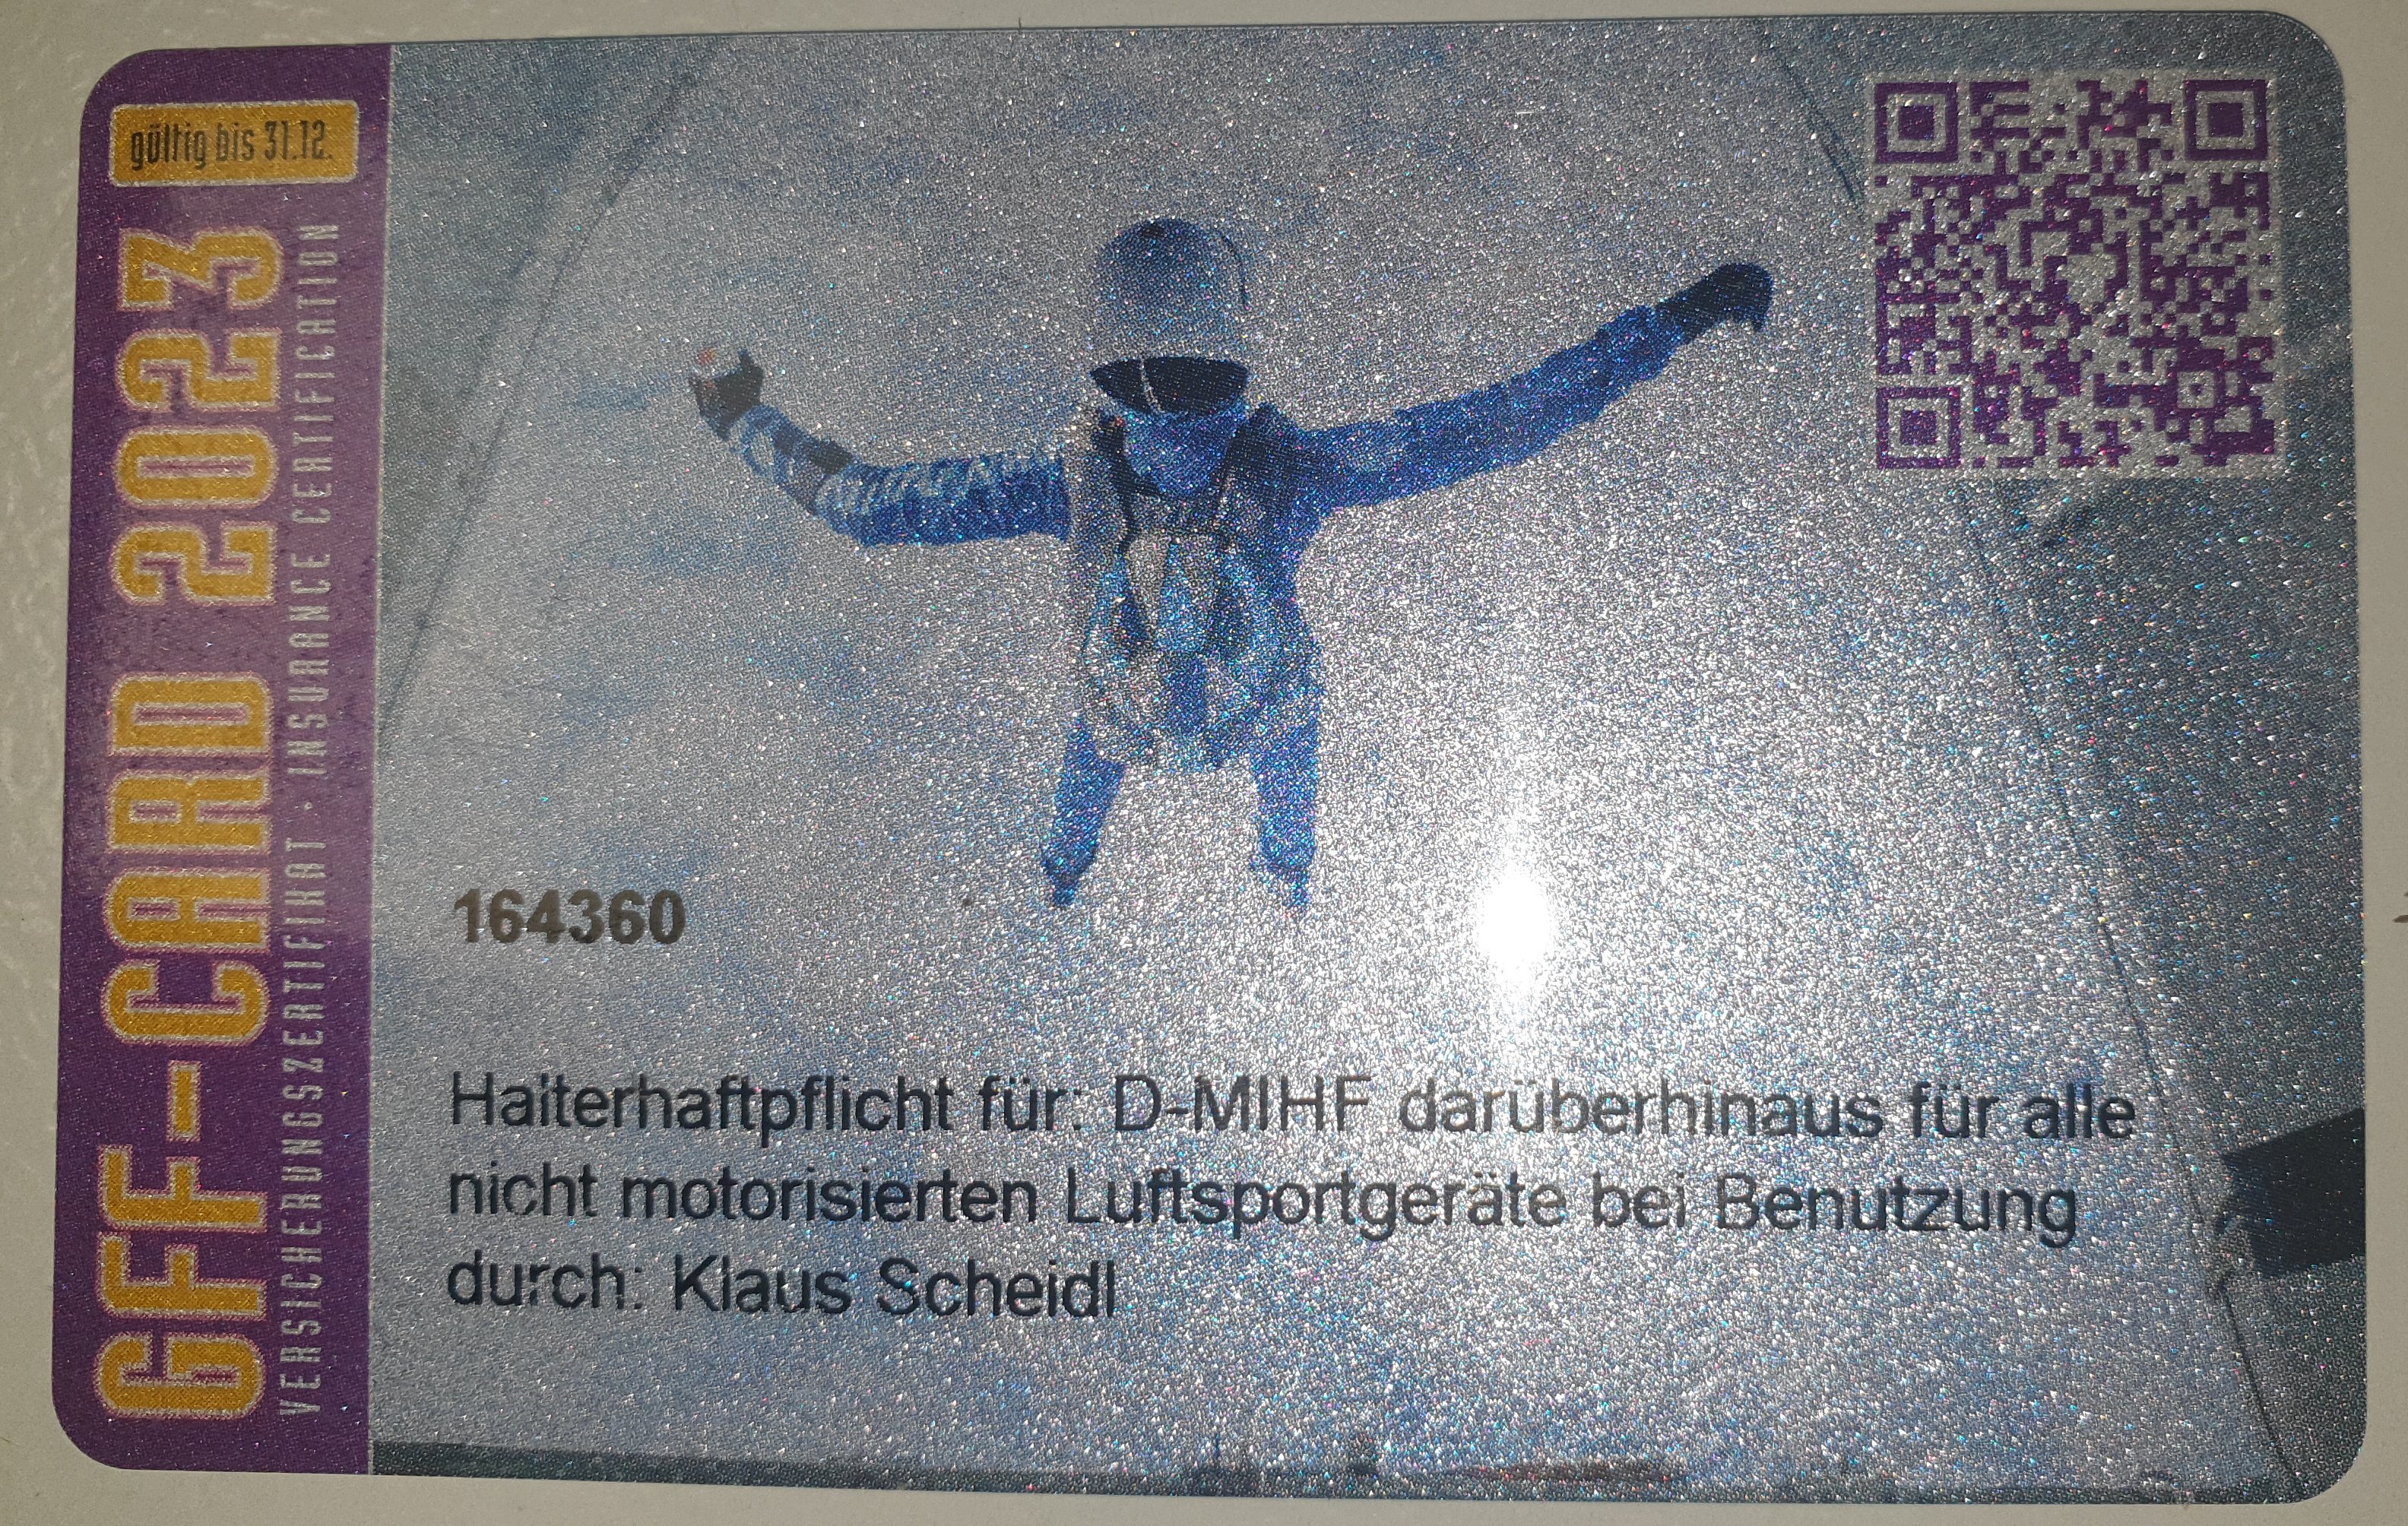 gültig bis 31.12.
GFF-CARD 2023
VERSICHERUNGSZERTIFIKAT · INSURANCE CERTIFICATION
164360
Halterhaftpflicht für: D-MIHF darüberhinaus für alle
nicht motorisierten Luftsportgeräte bei Benutzung
durch: Klaus Scheidl